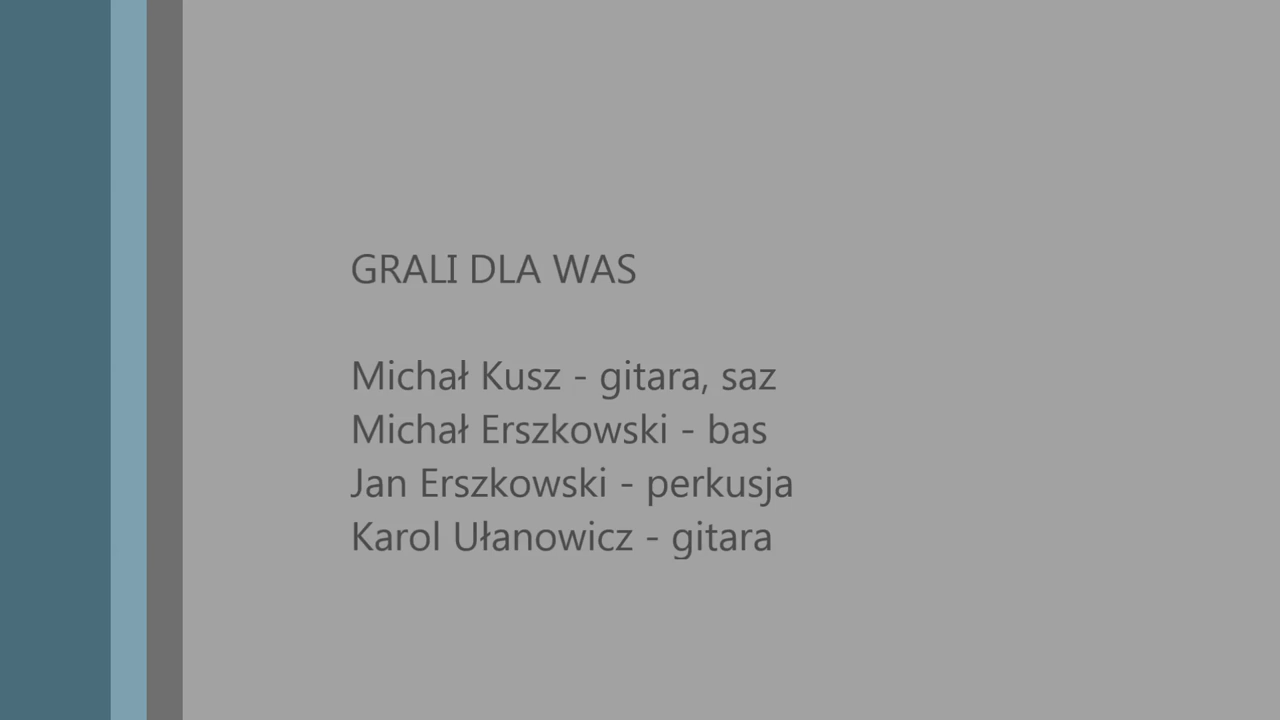 GRALI DLA WAS
Michał Kusz - gitara, saz
Michał Erszkowski - bas
Jan Erszkowski - perkusja
Karol Ułanowicz - gitara